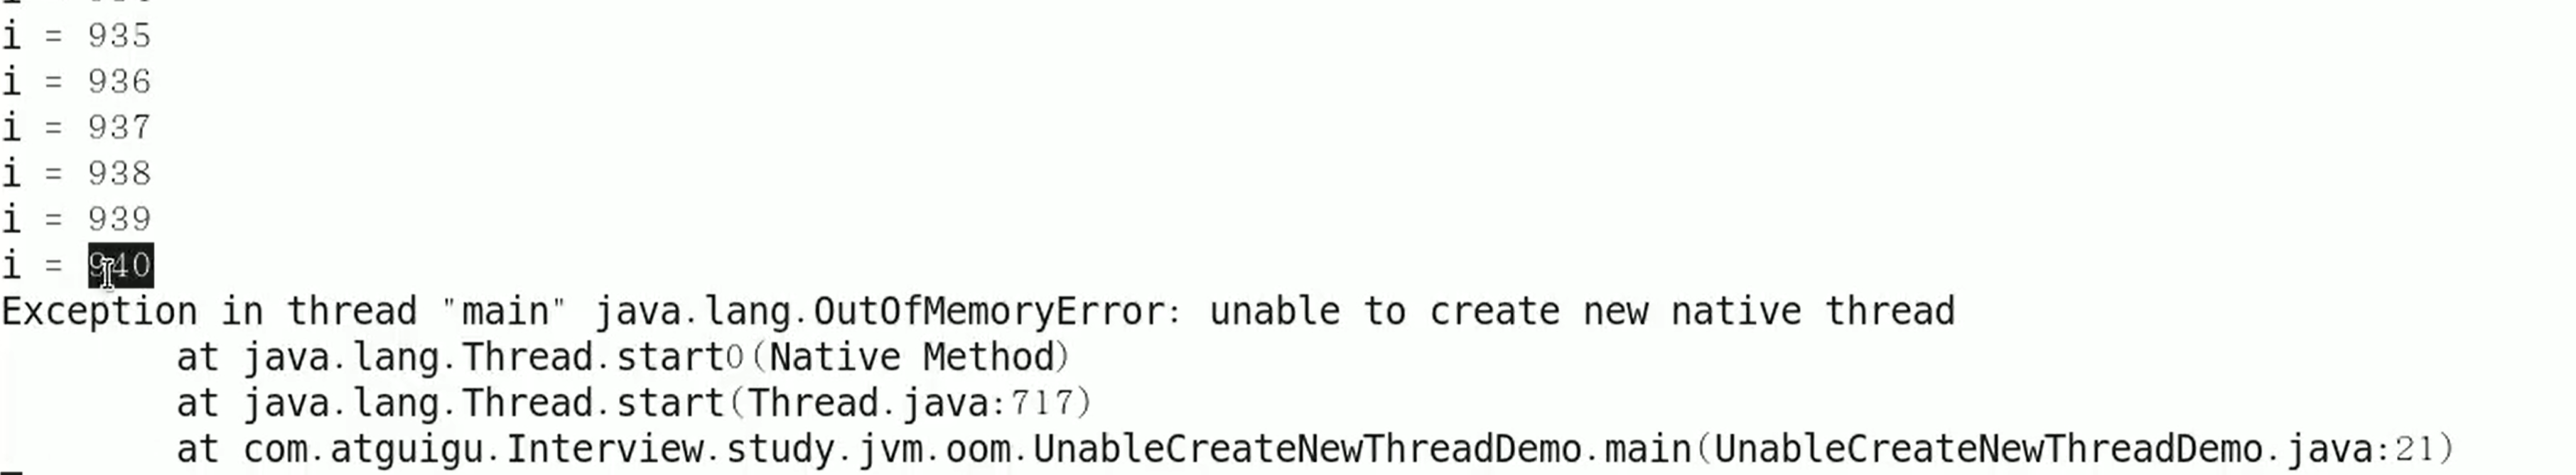 i = 935
i = 936
i = 937
i = 938
i = 939
i = 940
Exception in thread "main" java.lang.OutOfMemoryError: unable to create new native thread
at java.lang.Thread.start0(Native Method)
at java.lang.Thread.start(Thread.java:717)
at com.atguigu.Interview.study.jvm.oom.UnableCreateNewThreadDemo.main(UnableCreateNewThreadDemo.java:21)